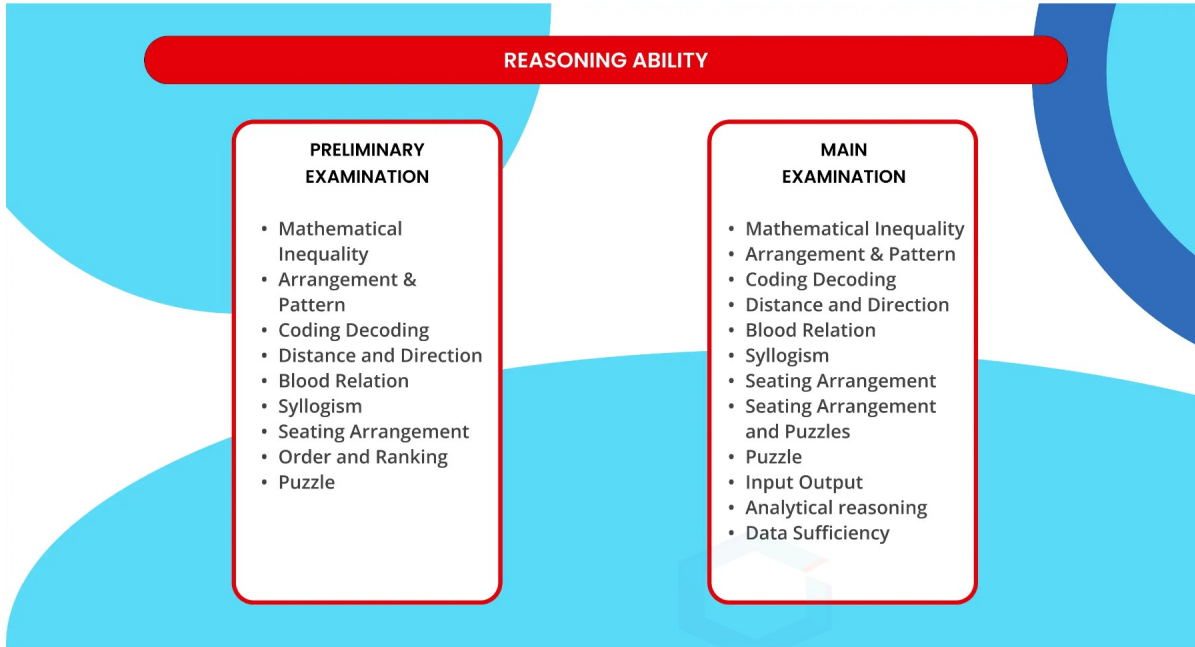 REASONING ABILITY
PRELIMINARY
EXAMINATION
• Mathematical
Inequality
• Arrangement &
Pattern
• Coding Decoding
• Distance and Direction
• Blood Relation
• Syllogism
• Seating Arrangement
• Order and Ranking
• Puzzle
MAIN
EXAMINATION
• Mathematical Inequality
• Arrangement & Pattern
• Coding Decoding
• Distance and Direction
• Blood Relation
• Syllogism
• Seating Arrangement
• Seating Arrangement
and Puzzles
• Puzzle
• Input Output
• Analytical reasoning
• Data Sufficiency